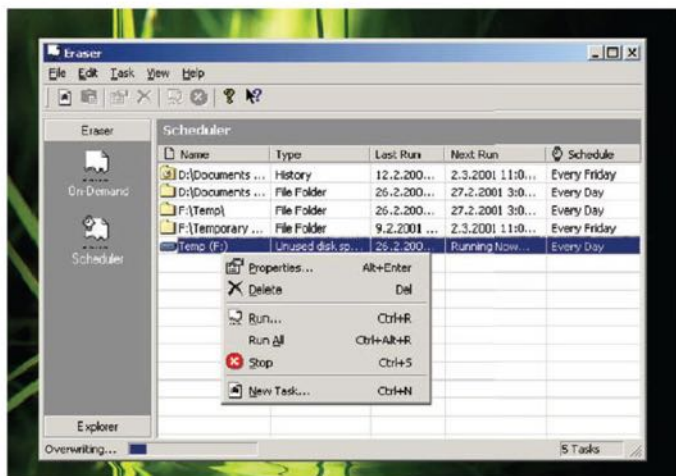 Eraser
File Edit Task View Help
Eraser
Scheduler
Name Type Last Run Next Run Schedule
D:\Documents ... History 12.2.200... 2.3.2001 11:0... Every Friday
D:\Documents ... File Folder 26.2.200... 27.2.2001 3:0... Every Day
F:\Temp\ File Folder 26.2.200... 27.2.2001 3:0... Every Day
F:\Temporary ... File Folder 9.2.2001 ... 2.3.2001 11:0... Every Friday
Temp (F:) Unused disk sp... 26.2.200... Running Now... Every Day
On-Demand
Scheduler
Properties... Alt+Enter
Delete Del
Run... Ctrl+R
Run All Ctrl+Alt+R
Stop Ctrl+S
New Task... Ctrl+N
Explorer
Overwriting... 5 Tasks